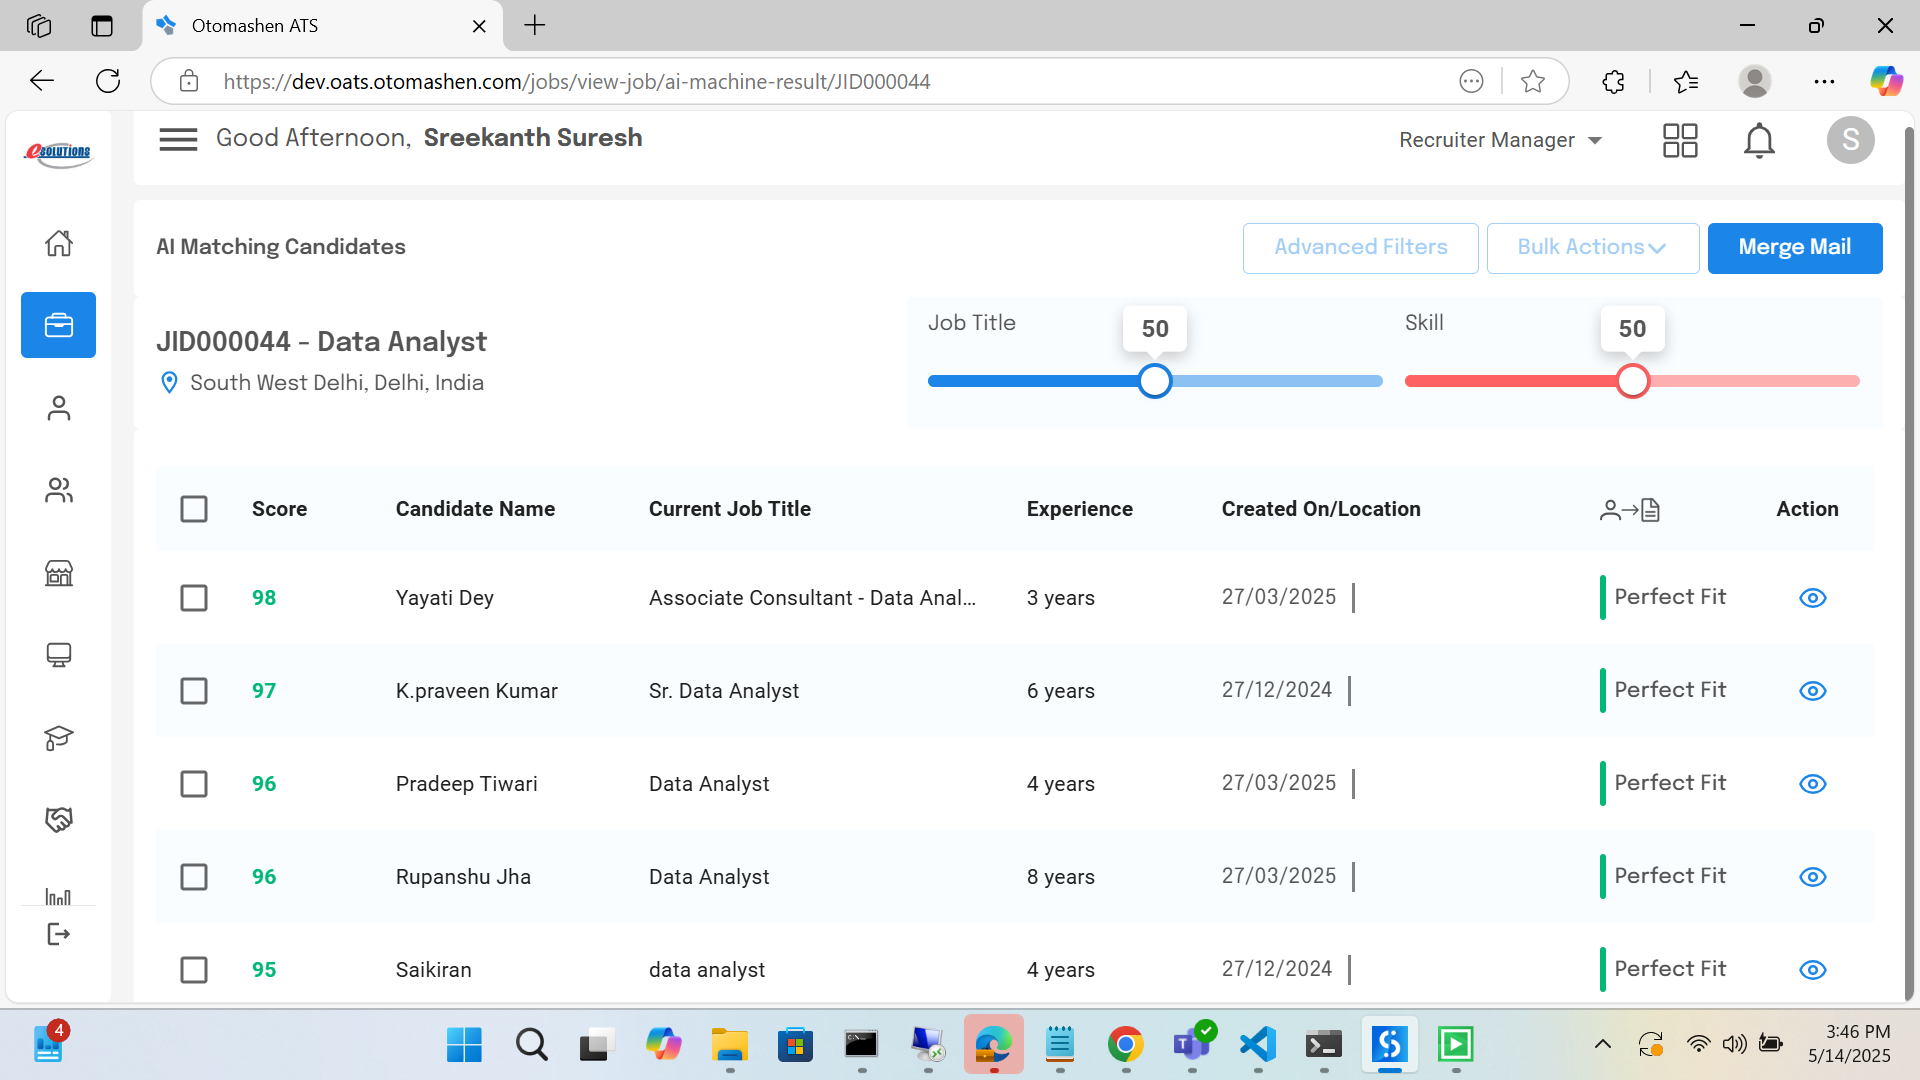 Otomashen ATS
https://dev.oats.otomashen.com/jobs/view-job/ai-machine-result/JID000044
eSOLUTIONS
Good Afternoon, Sreekanth Suresh
Recruiter Manager
S
AI Matching Candidates
Advanced Filters
Bulk Actions
Merge Mail
JID000044 - Data Analyst
South West Delhi, Delhi, India
Job Title
50
Skill
50
Score Candidate Name Current Job Title Experience Created On/Location Action
98 Yayati Dey Associate Consultant - Data Anal... 3 years 27/03/2025 Perfect Fit
97 K.praveen Kumar Sr. Data Analyst 6 years 27/12/2024 Perfect Fit
96 Pradeep Tiwari Data Analyst 4 years 27/03/2025 Perfect Fit
96 Rupanshu Jha Data Analyst 8 years 27/03/2025 Perfect Fit
95 Saikiran data analyst 4 years 27/12/2024 Perfect Fit
4
3:46 PM
5/14/2025